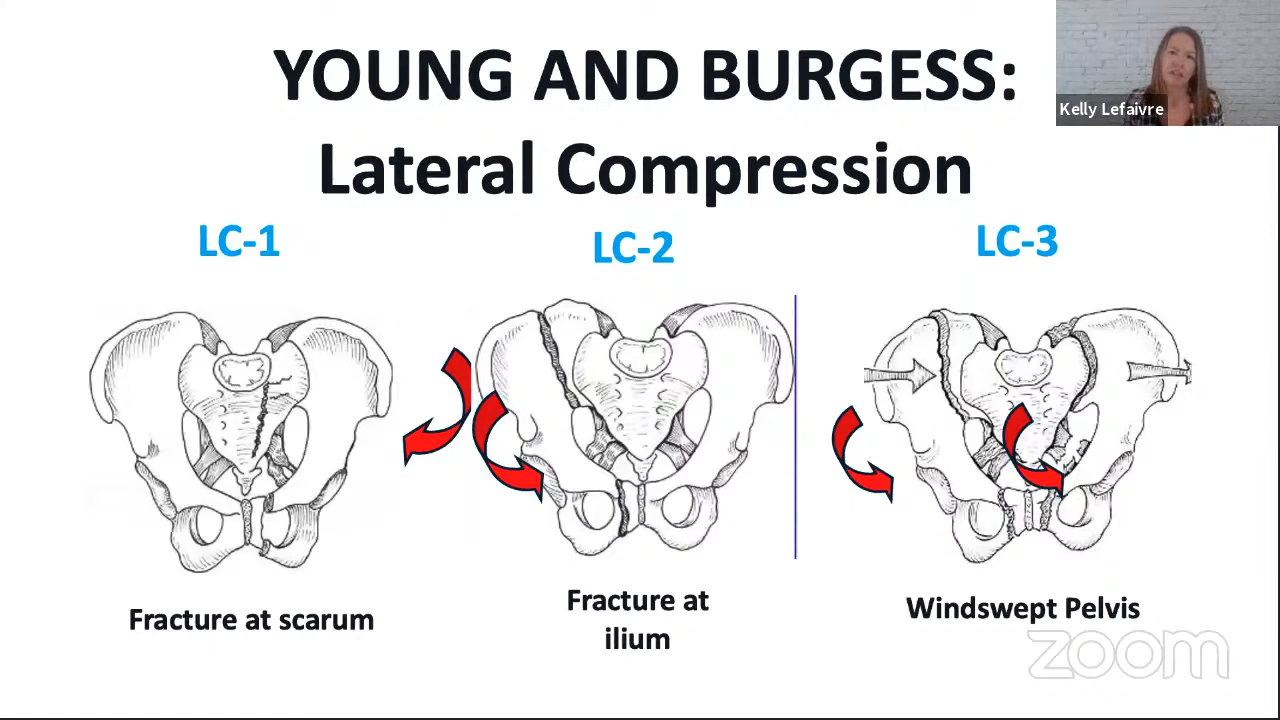 YOUNG AND BURGESS:
Lateral Compression
Kelly Lefaivre
LC-1
LC-2
LC-3
Fracture at scarum
Fracture at
ilium
Windswept Pelvis
zoom